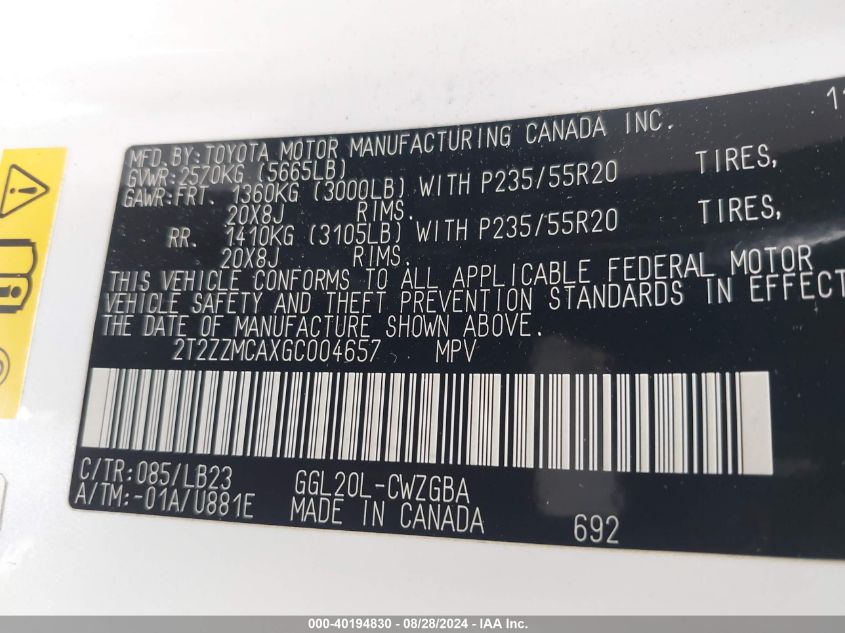 11
MFD. BY: TOYOTA MOTOR MANUFACTURING CANADA INC.
GVWR: 2570KG (5665LB)
GAWR: FRT. 1360KG (3000LB) WITH P235/55R20 TIRES,
20X8J RIMS.
RR. 1410KG (3105LB) WITH P235/55R20 TIRES,
20X8J RIMS.
THIS VEHICLE CONFORMS TO ALL APPLICABLE FEDERAL MOTOR
VEHICLE SAFETY AND THEFT PREVENTION STANDARDS IN EFFECT
THE DATE OF MANUFACTURE SHOWN ABOVE.
2T2ZZMCAXGC004657 MPV
C/TR: 085/LB23 GGL20L-CWZGBA
A/TM: -01A/U881E MADE IN CANADA 692
000-40194830 - 08/28/2024 - IAA Inc.